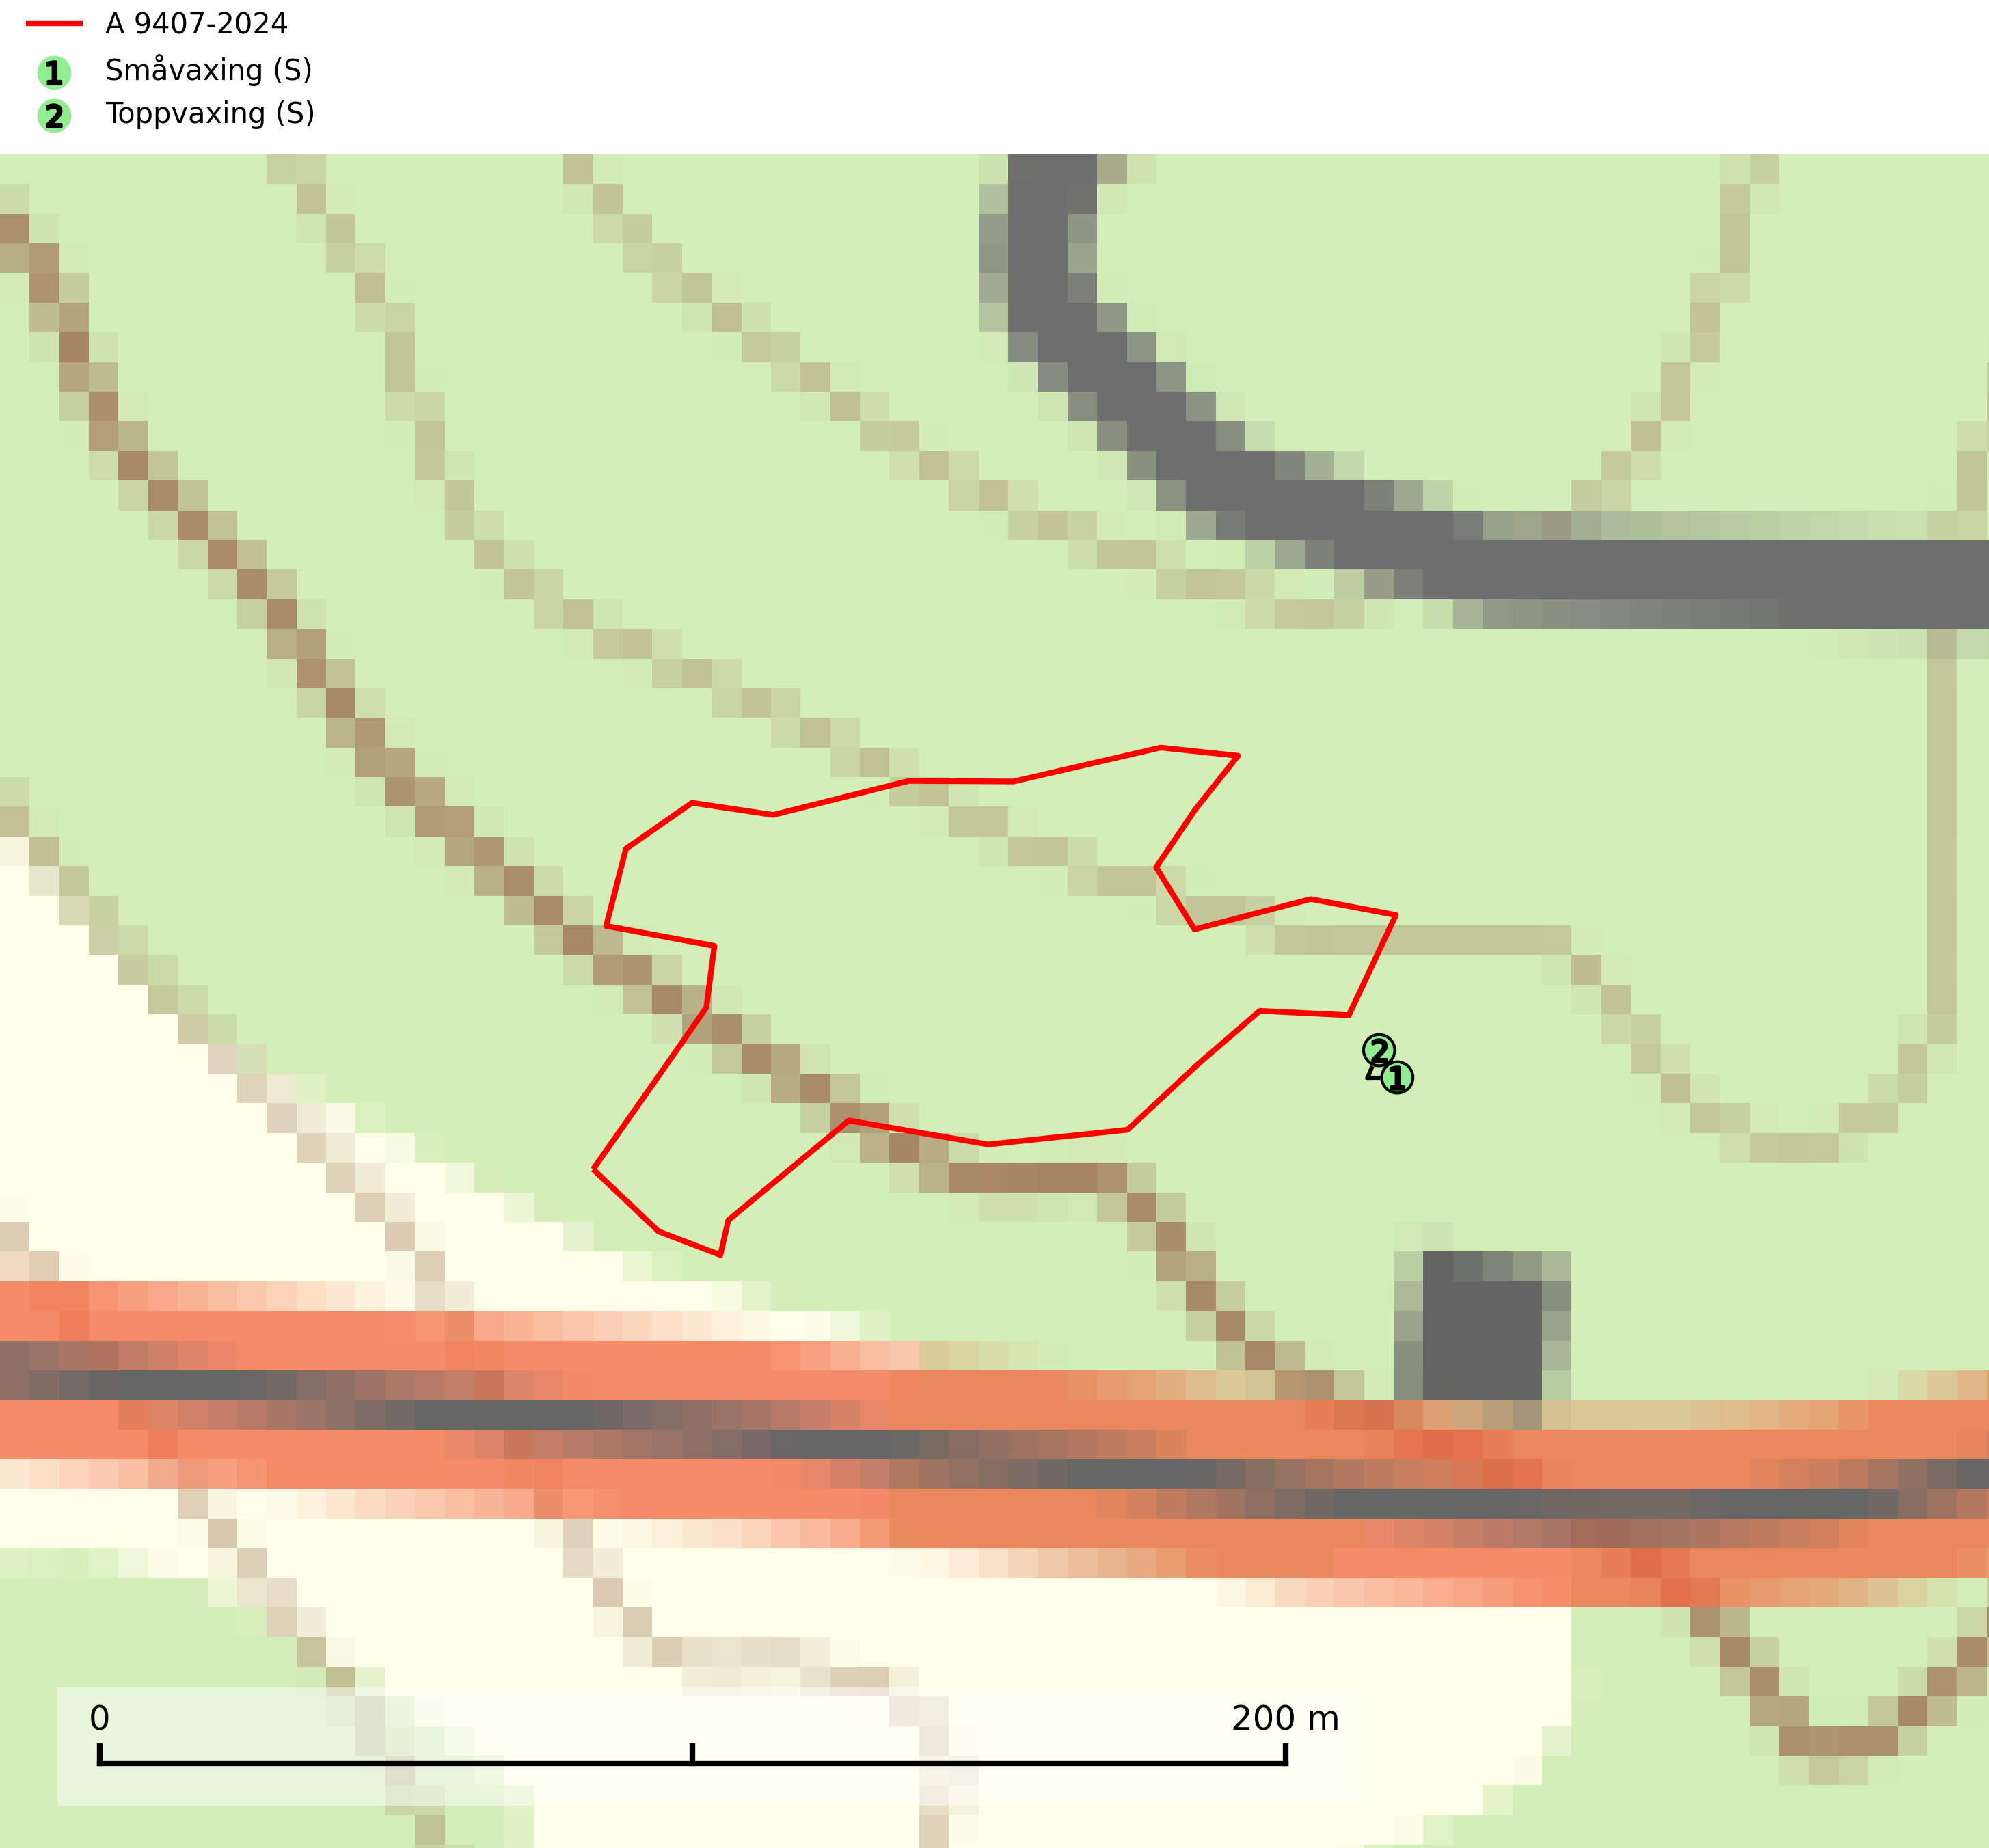 A 9407-2024
1 Småvaxing (S)
2 Toppvaxing (S)
2
1
0 200 m